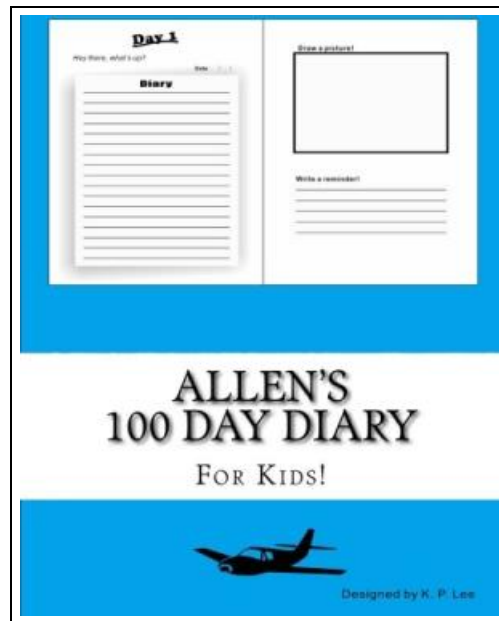 Day 1
Hey there, what's up?
Date / /
Diary
Draw a picture!
Write a reminder!
ALLEN'S
100 DAY DIARY
FOR KIDS!
Designed by K. P. Lee